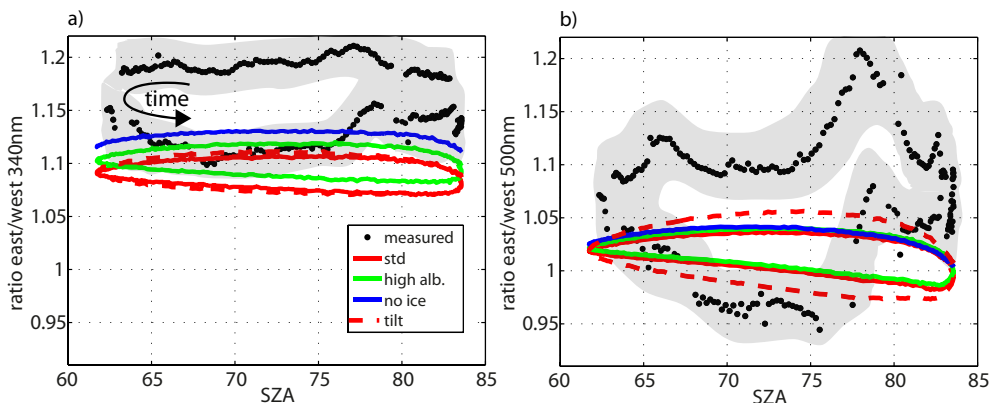 a)
ratio east/west 340nm
1.2
1.15
1.1
1.05
1
0.95
time
measured
std
high alb.
no ice
tilt
60 65 70 75 80 85
SZA
b)
ratio east/west 500nm
1.2
1.15
1.1
1.05
1
0.95
60 65 70 75 80 85
SZA